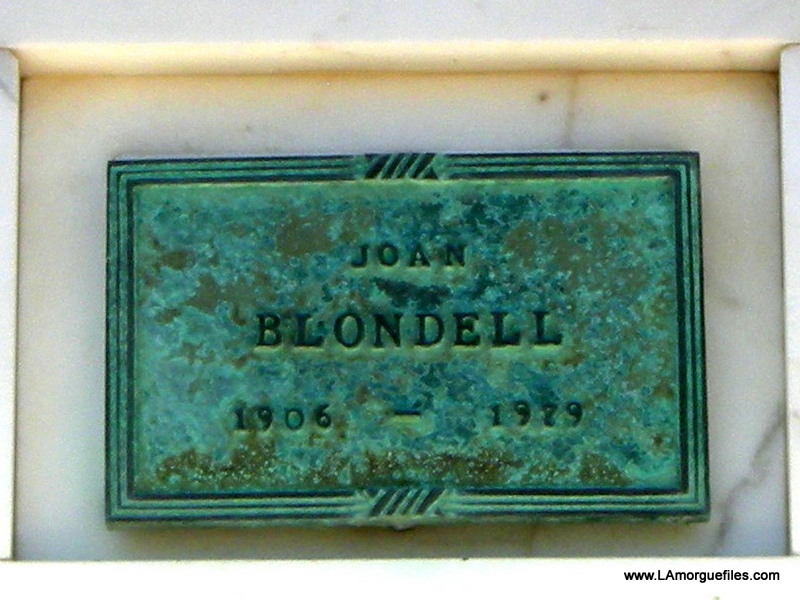 JOAN
BLONDELL
1906 — 1979
www.LAmorguefiles.com